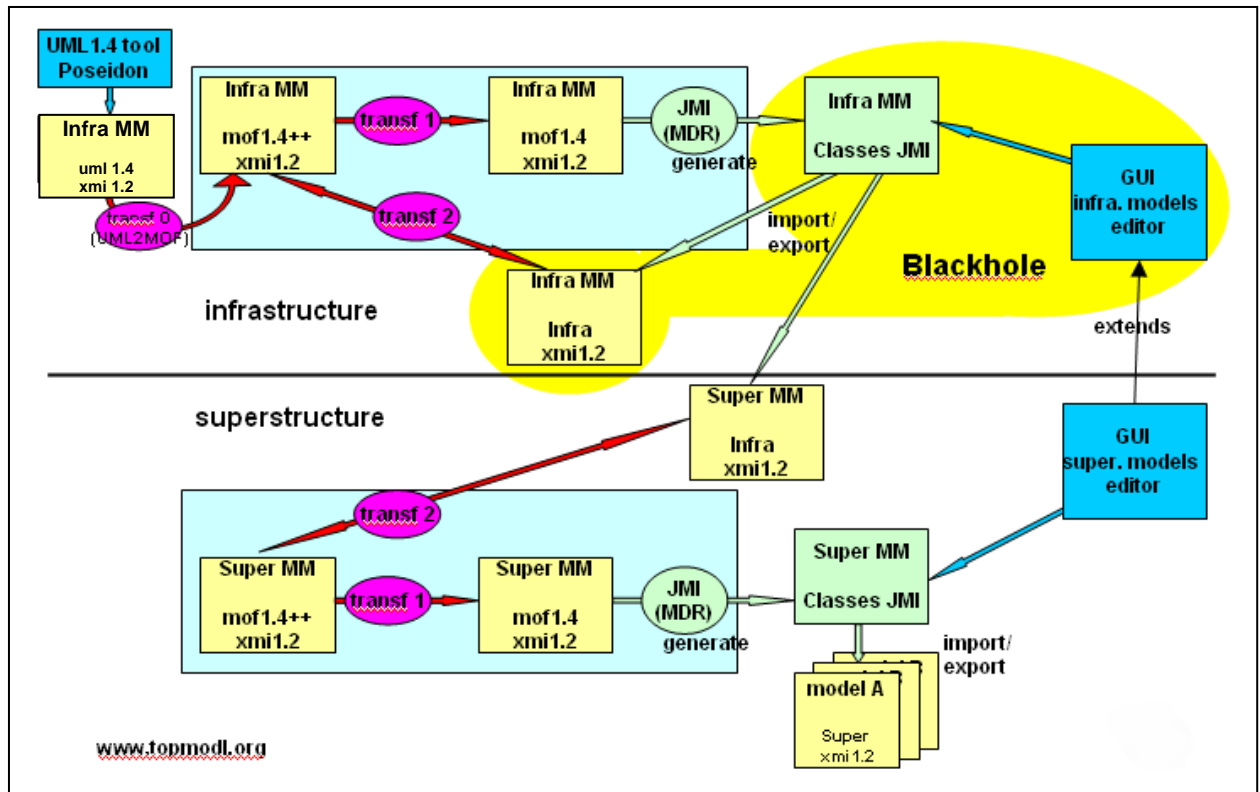 UML1.4 tool
Poseidon
Infra MM
uml 1.4
xmi 1.2
transf 0
(UML2MOF)
Infra MM
mof1.4++
xmi1.2
transf 1
Infra MM
mof1.4
xmi1.2
JMI
(MDR)
generate
Infra MM
Classes JMI
GUI
infra. models
editor
transf 2
import/
export
Blackhole
Infra MM
Infra
xmi1.2
infrastructure
extends
superstructure
Super MM
Infra
xmi1.2
GUI
super. models
editor
transf 2
Super MM
mof1.4++
xmi1.2
transf 1
Super MM
mof1.4
xmi1.2
JMI
(MDR)
generate
Super MM
Classes JMI
import/
export
model A
Super
xmi1.2
www.topmodl.org